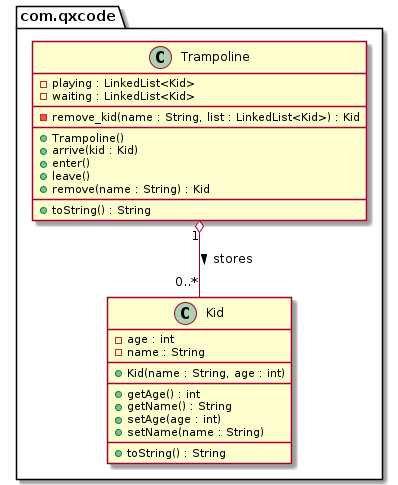 com.qxcode
C Trampoline
playing : LinkedList<Kid>
waiting : LinkedList<Kid>
remove_kid(name : String, list : LinkedList<Kid>) : Kid
Trampoline()
arrive(kid : Kid)
enter()
leave()
remove(name : String) : Kid
toString() : String
1
stores
0..*
C Kid
age : int
name : String
Kid(name : String, age : int)
getAge() : int
getName() : String
setAge(age : int)
setName(name : String)
toString() : String